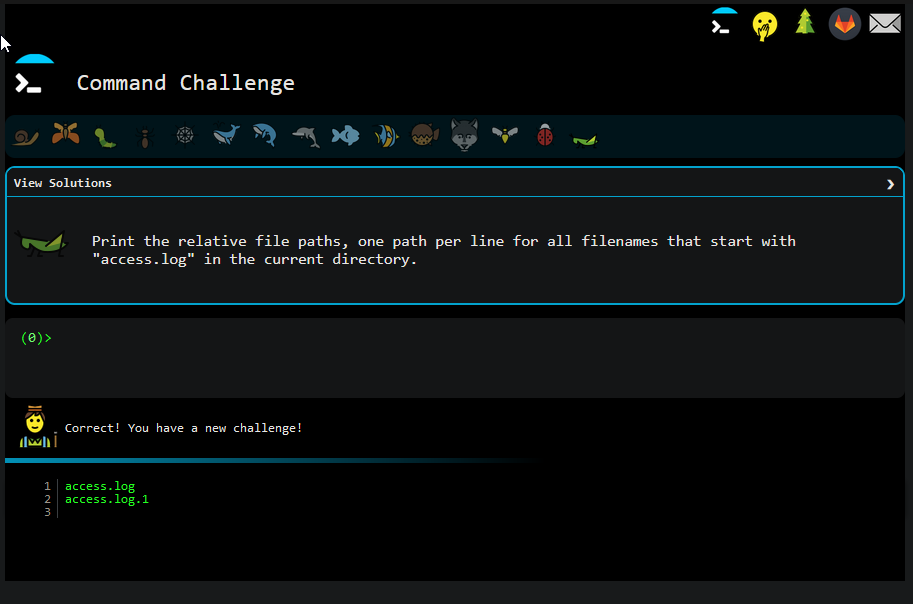 Command Challenge
View Solutions
Print the relative file paths, one path per line for all filenames that start with
"access.log" in the current directory.
(0)>
Correct! You have a new challenge!
1 access.log
2 access.log.1
3